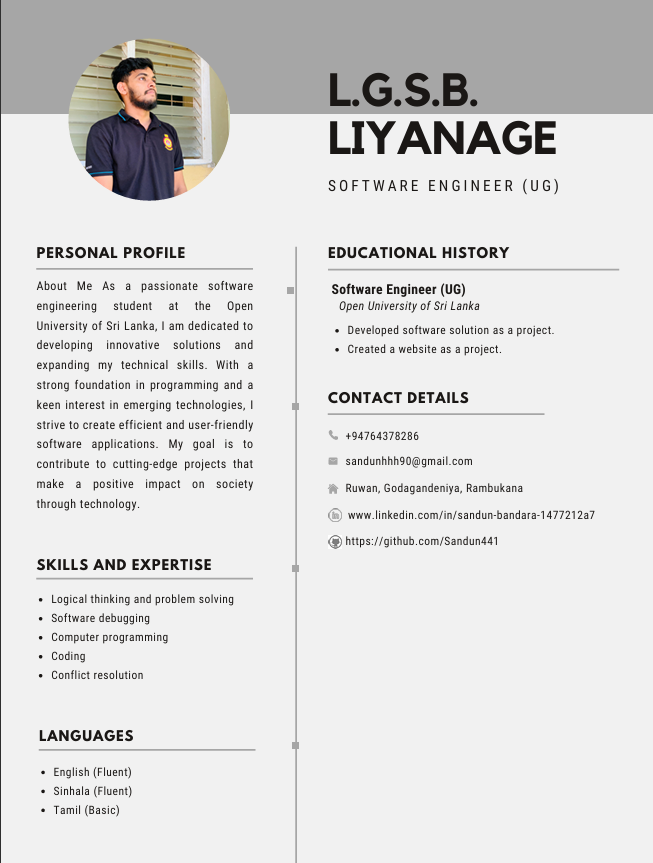 L.G.S.B.
LIYANAGE
SOFTWARE ENGINEER (UG)
PERSONAL PROFILE
About Me As a passionate software
engineering student at the Open
University of Sri Lanka, I am dedicated to
developing innovative solutions and
expanding my technical skills. With a
strong foundation in programming and a
keen interest in emerging technologies, I
strive to create efficient and user-friendly
software applications. My goal is to
contribute to cutting-edge projects that
make a positive impact on society
through technology.
SKILLS AND EXPERTISE
• Logical thinking and problem solving
• Software debugging
• Computer programming
• Coding
• Conflict resolution
LANGUAGES
• English (Fluent)
• Sinhala (Fluent)
• Tamil (Basic)
EDUCATIONAL HISTORY
Software Engineer (UG)
Open University of Sri Lanka
• Developed software solution as a project.
• Created a website as a project.
CONTACT DETAILS
+94764378286
sandunhhh90@gmail.com
Ruwan, Godagandeniya, Rambukana
www.linkedin.com/in/sandun-bandara-1477212a7
https://github.com/Sandun441